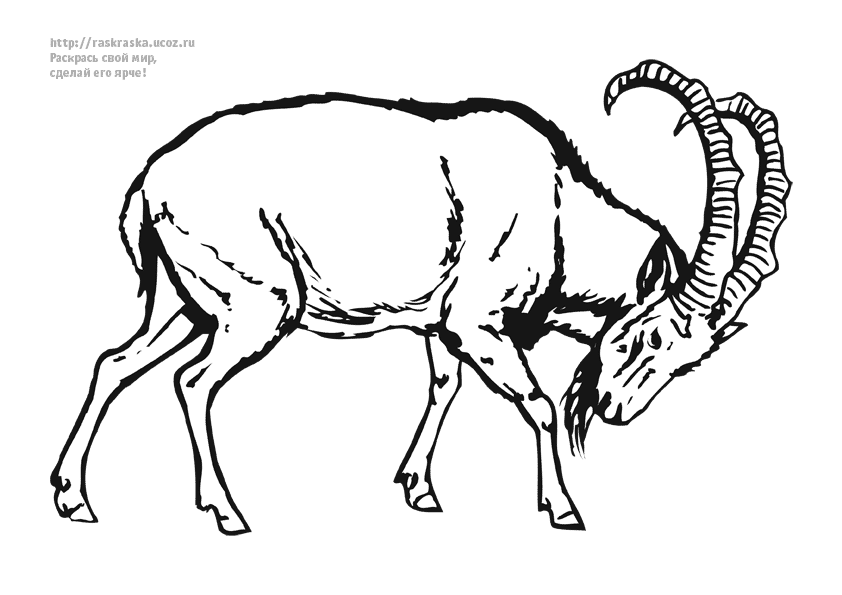 http://raskraska.ucoz.ru
Раскрась свой мир,
сделай его ярче!